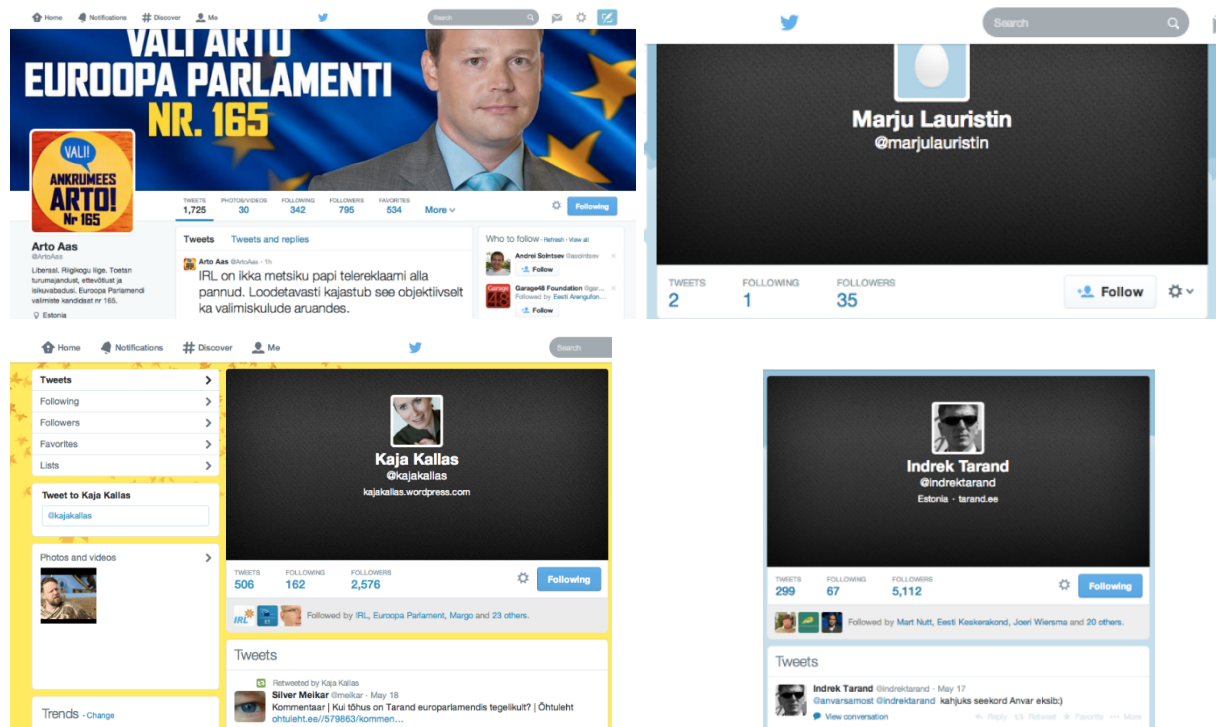 Home Notifications Discover Me Search
VALI ARTO
EUROOPA PARLAMENTI
NR. 165
VALI!
ANKRUMEES
ARTO!
Nr 165
TWEETS PHOTOS/VIDEOS FOLLOWING FOLLOWERS FAVORITES
1,725 30 342 795 534 More Following
Arto Aas
@ArtoAas
Liberaal. Riigikogu liige. Toetan
turumajandust, ettevõtlust ja
isikuvabadusi. Euroopa Parlamendi
valimiste kandidaat nr 165.
Estonia
Tweets Tweets and replies
Arto Aas @ArtoAas · 1h
IRL on ikka metsiku papi telereklaami alla
pannud. Loodetavasti kajastub see objektiivselt
ka valimiskulude aruandes.
Who to follow · Refresh · View all
Andrei Solntsev @asolntsev
Follow
Garage48 Foundation @gar...
Followed by Eesti Arengufon...
Follow
Garage
48
Search
Marju Lauristin
@marjulauristin
TWEETS FOLLOWING FOLLOWERS
2 1 35 Follow
Home Notifications Discover Me Search
Tweets
Following
Followers
Favorites
Lists
Tweet to Kaja Kallas
@kajakallas
Photos and videos
Trends · Change
Kaja Kallas
@kajakallas
kajakallas.wordpress.com
TWEETS FOLLOWING FOLLOWERS
506 162 2,576 Following
IRL
Followed by IRL, Euroopa Parlament, Margo and 23 others.
Tweets
Retweeted by Kaja Kallas
Silver Meikar @meikar · May 18
Kommentaar | Kui tõhus on Tarand europarlamendis tegelikult? | Õhtuleht
ohtuleht.ee//579863/kommen...
Indrek Tarand
@indrektarand
Estonia · tarand.ee
TWEETS FOLLOWING FOLLOWERS
299 67 5,112 Following
Followed by Mart Nutt, Eesti Keskerakond, Joeri Wiersma and 20 others.
Tweets
Indrek Tarand @indrektarand · May 17
@anvarsamost @indrektarand kahjuks seekord Anvar eksib:)
View conversation Reply Retweet Favorite More